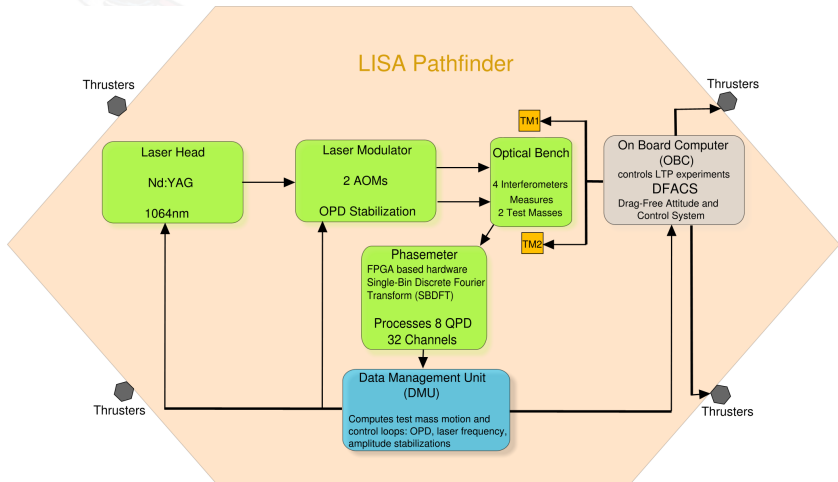 LISA Pathfinder
Thrusters
Thrusters
Laser Head
Nd:YAG
1064nm
Laser Modulator
2 AOMs
OPD Stabilization
TM1
Optical Bench
4 Interferometers
Measures
2 Test Masses
TM2
On Board Computer
(OBC)
controls LTP experiments
DFACS
Drag-Free Attitude and
Control System
Phasemeter
FPGA based hardware
Single-Bin Discrete Fourier
Transform (SBDFT)
Processes 8 QPD
32 Channels
Data Management Unit
(DMU)
Computes test mass motion and
control loops: OPD, laser frequency,
amplitude stabilizations
Thrusters
Thrusters